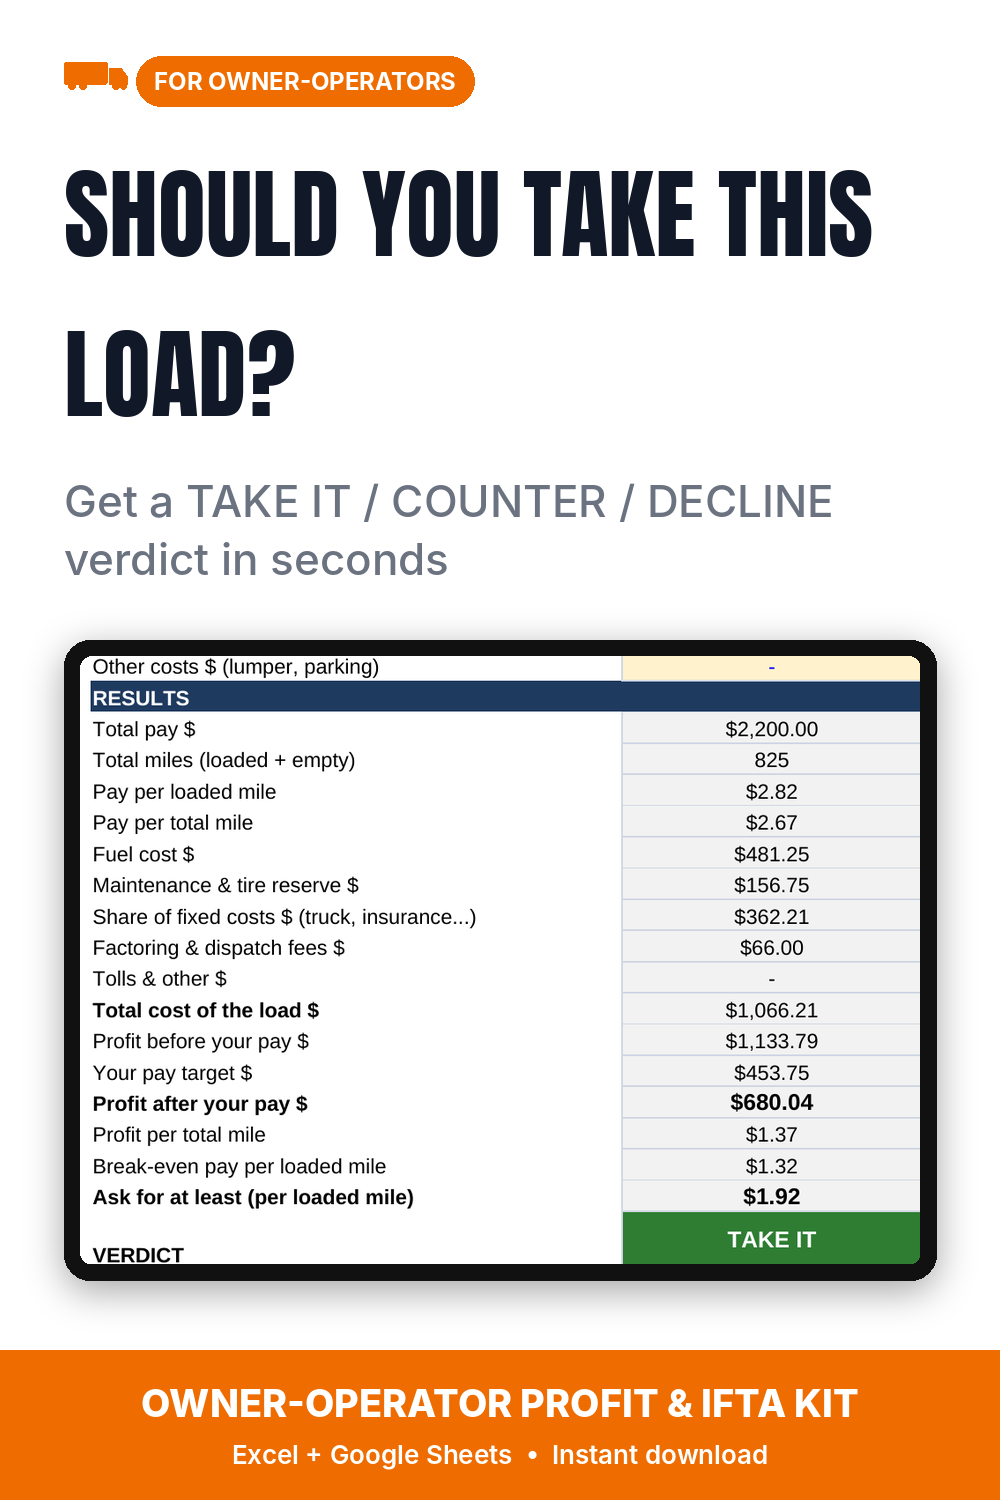 FOR OWNER-OPERATORS
SHOULD YOU TAKE THIS
LOAD?
Get a TAKE IT / COUNTER / DECLINE
verdict in seconds
Other costs $ (lumper, parking) -
RESULTS
Total pay $ $2,200.00
Total miles (loaded + empty) 825
Pay per loaded mile $2.82
Pay per total mile $2.67
Fuel cost $ $481.25
Maintenance & tire reserve $ $156.75
Share of fixed costs $ (truck, insurance...) $362.21
Factoring & dispatch fees $ $66.00
Tolls & other $ -
Total cost of the load $ $1,066.21
Profit before your pay $ $1,133.79
Your pay target $ $453.75
Profit after your pay $ $680.04
Profit per total mile $1.37
Break-even pay per loaded mile $1.32
Ask for at least (per loaded mile) $1.92
VERDICT TAKE IT
OWNER-OPERATOR PROFIT & IFTA KIT
Excel + Google Sheets • Instant download